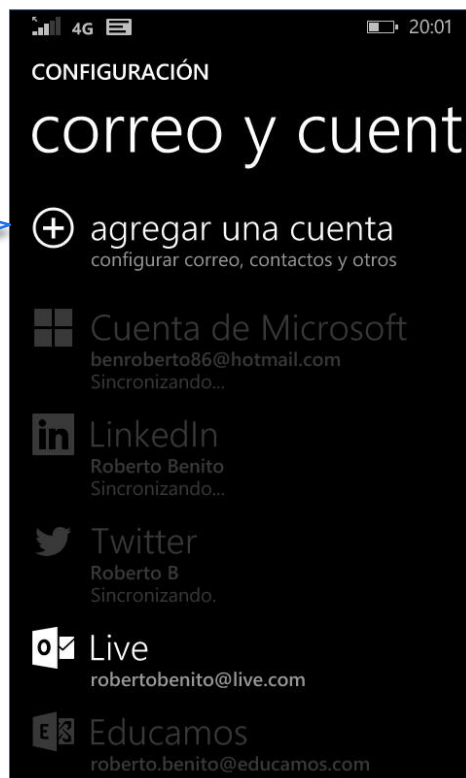 4G 20:01
CONFIGURACIÓN
correo y cuent
agregar una cuenta
configurar correo, contactos y otros
Cuenta de Microsoft
benroberto86@hotmail.com
Sincronizando...
in LinkedIn
Roberto Benito
Sincronizando...
Twitter
Roberto B
Sincronizando.
Live
robertobenito@live.com
Educamos
roberto.benito@educamos.com